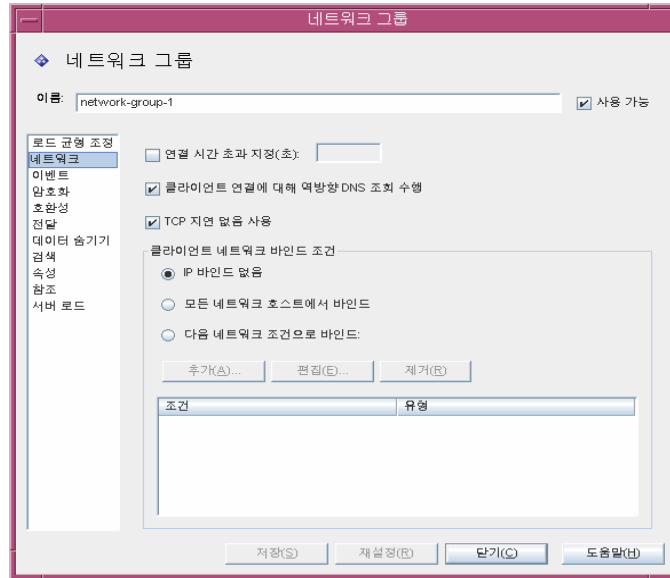 네트워크 그룹
네트워크 그룹
이름: network-group-1 사용 가능
로드 균형 조정
네트워크
이벤트
암호화
호환성
전달
데이터 숨기기
검색
속성
참조
서버 로드
연결 시간 초과 지정(초):
클라이언트 연결에 대해 역방향 DNS 조회 수행
TCP 지연 없음 사용
클라이언트 네트워크 바인드 조건
IP 바인드 없음
모든 네트워크 호스트에서 바인드
다음 네트워크 조건으로 바인드:
추가(A)... 편집(E)... 제거(R)
조건 유형
저장(S) 재설정(R) 닫기(C) 도움말(H)